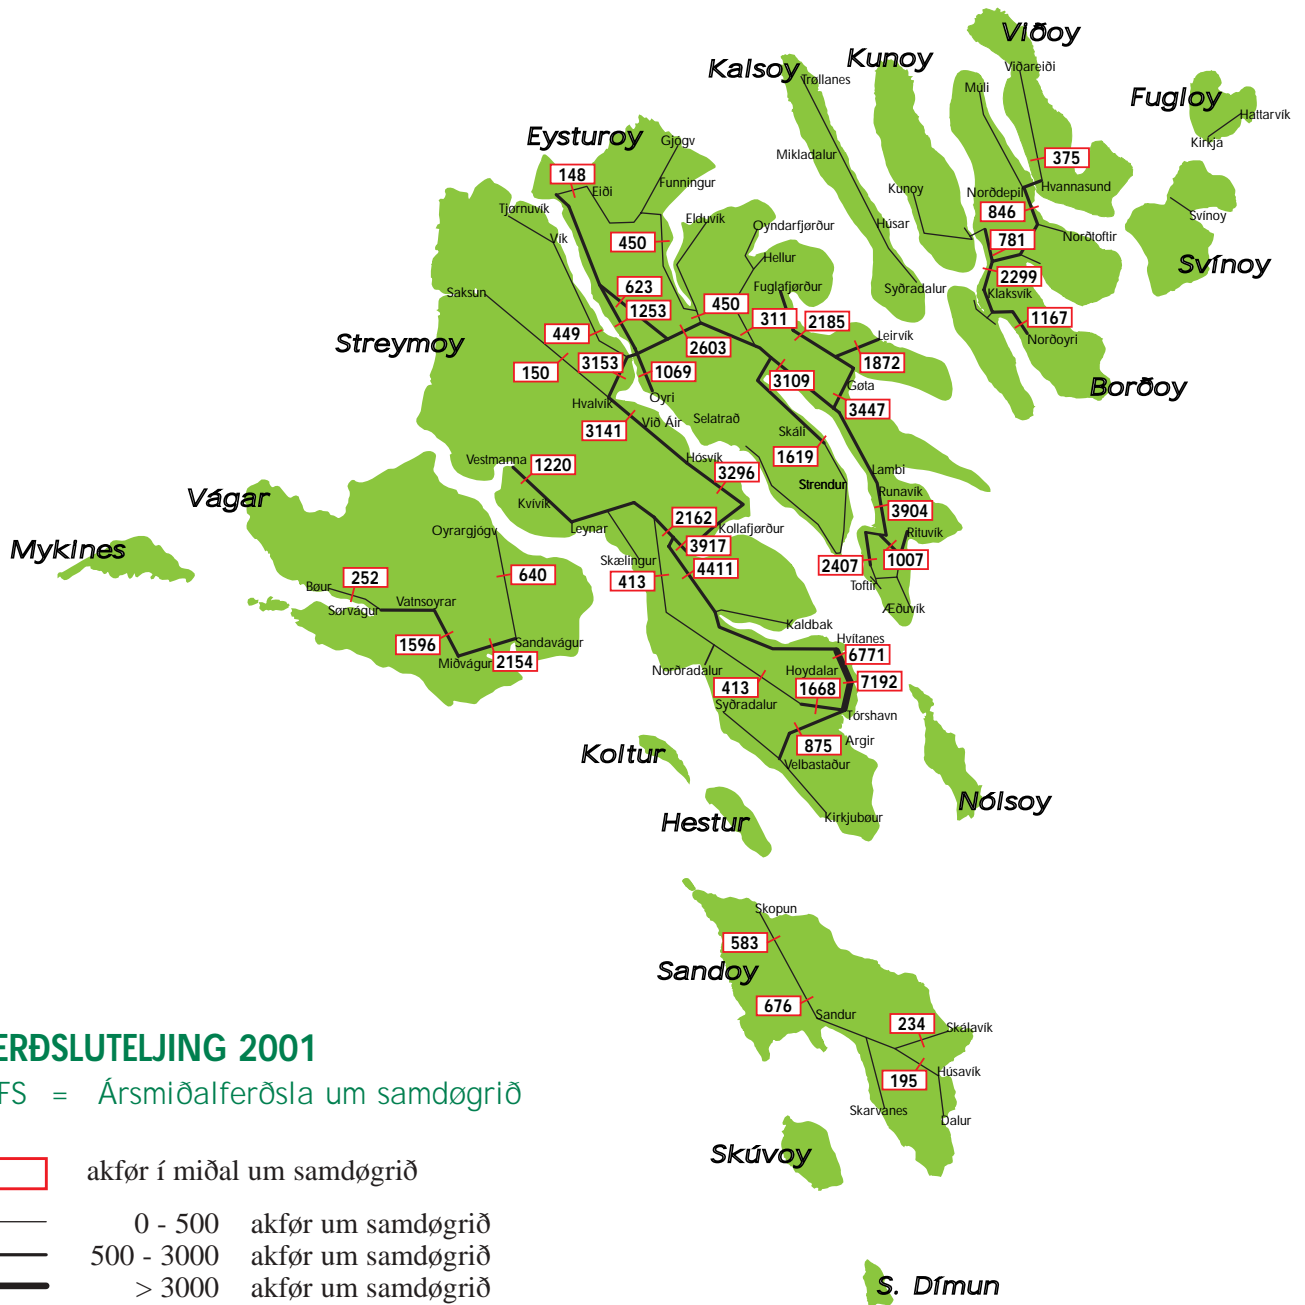 Viðoy
Kunoy
Kalsoy
Viðareiði
Trøllanes
Múli
Fugloy
Hattarvík
Kirkja
Eysturoy
Gjógv
Mikladalur
375
148
Eiði
Funningur
Kunoy
Norðdepil
Hvannasund
Tjørnuvík
Elduvík
846
Svínoy
Húsar
Oyndarfjørður
Vík
450
781
Norðtoftir
Hellur
Svínoy
2299
Saksun
623
Fuglafjørður
Syðradalur
Klaksvík
1253
450
311
2185
1167
449
Leirvík
Norðoyri
Streymoy
2603
150
3153
1069
3109
1872
Gøta
Borðoy
Oyri
Hvalvík
3447
Við Áir
Selatrað
3141
Skáli
Vestmanna
1220
Hósvík
1619
3296
Lambi
Strendur
Runavík
Vágar
Kvívík
3904
2162
Leynar
Kollafjørður
Rituvík
Oyrargjógv
3917
Mykines
Skælingur
4411
2407
1007
252
640
413
Toftir
Bøur
Vatnsoyrar
Æðuvík
Sørvágur
Kaldbak
1596
Sandavágur
Hvítanes
Miðvágur
2154
6771
Norðradalur
Hoydalar
413
1668
7192
Syðradalur
Tórshavn
875
Argir
Koltur
Velbastaður
Nólsoy
Hestur
Kirkjubøur
Skopun
583
Sandoy
676
Sandur
234
Skálavík
Húsavík
195
Skarvanes
Dalur
Skúvoy
S. Dímun
ERÐSLUTELJING 2001
FS = Ársmiðalferðsla um samdøgrið
akfør í miðal um samdøgrið
0 - 500 akfør um samdøgrið
500 - 3000 akfør um samdøgrið
> 3000 akfør um samdøgrið